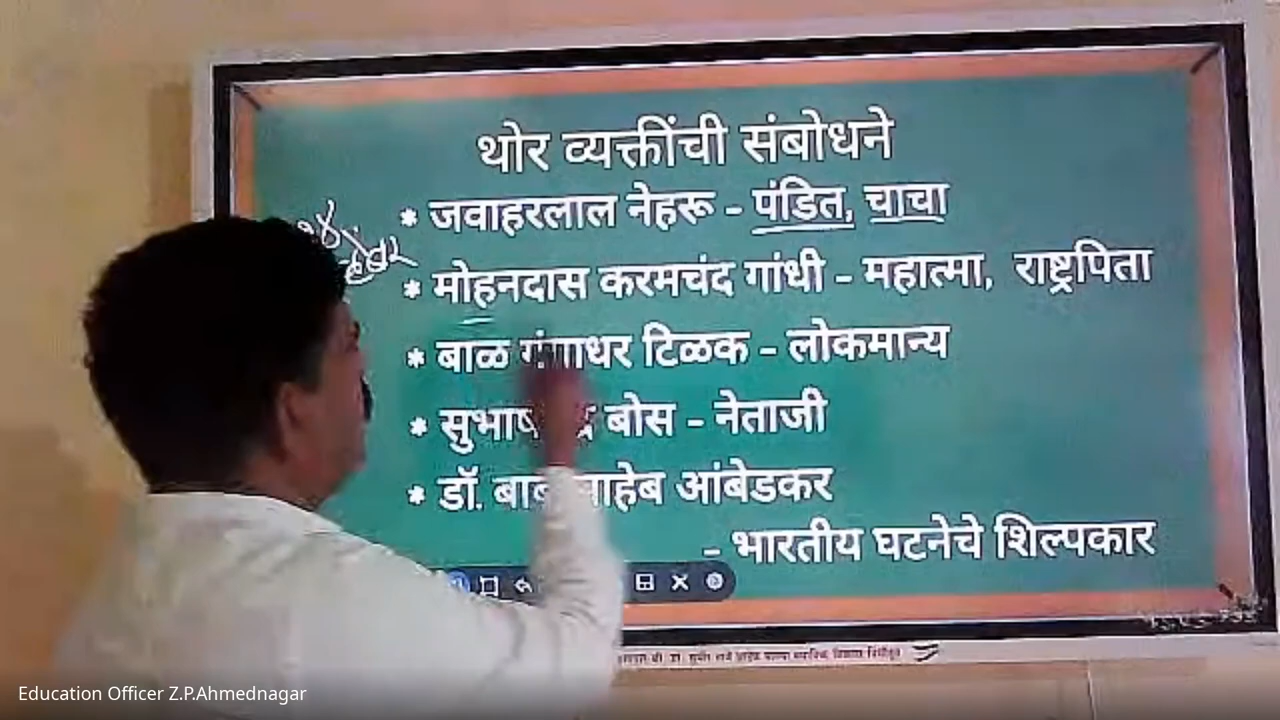 थोर व्यक्तींची संबोधने
* जवाहरलाल नेहरू - पंडित, चाचा
* मोहनदास करमचंद गांधी - महात्मा, राष्ट्रपिता
* बाळ गंगाधर टिळक - लोकमान्य
* बोस - नेताजी
* डॉ. आंबेडकर
- भारतीय घटनेचे शिल्पकार
Education Officer Z.P.Ahmednagar